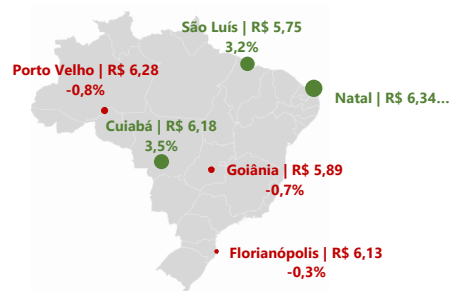 São Luís | R$ 5,75
3,2%
Porto Velho | R$ 6,28
-0,8%
Natal | R$ 6,34...
Cuiabá | R$ 6,18
3,5%
Goiânia | R$ 5,89
-0,7%
Florianópolis | R$ 6,13
-0,3%